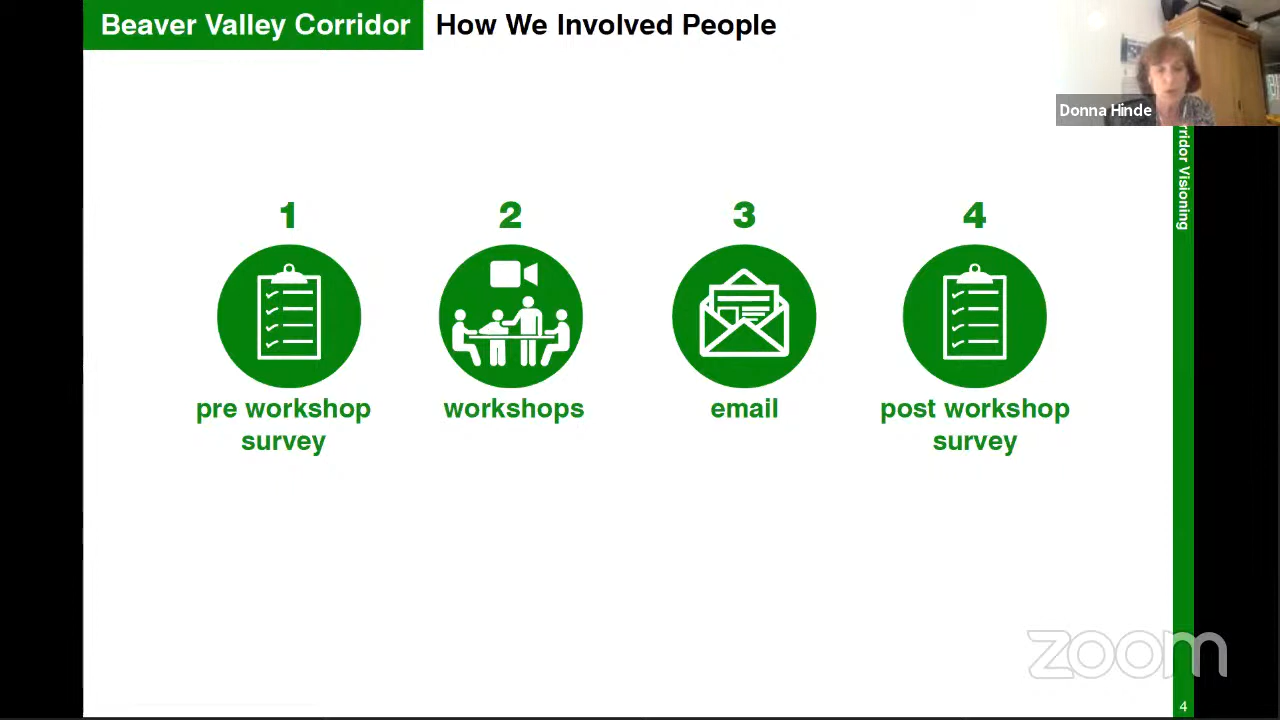 Beaver Valley Corridor How We Involved People
Donna Hinde
rridor Visioning
1 2 3 4
pre workshop survey
workshops
email
post workshop survey
zoom
4